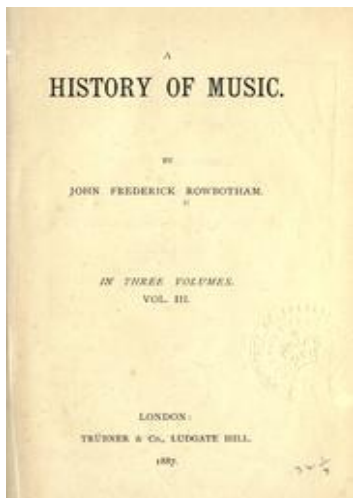 A
HISTORY OF MUSIC.
BY
JOHN FREDERICK ROWBOTHAM.
IN THREE VOLUMES.
VOL. III.
LONDON:
TRÜBNER & Co., LUDGATE HILL.
1887.